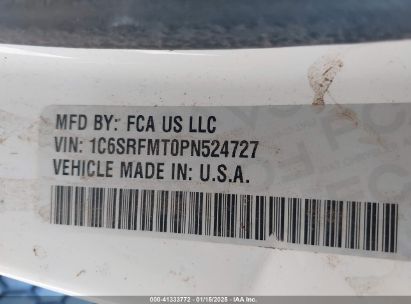 MFD BY: FCA US LLC
VIN: 1C6SRFMT0PN524727
VEHICLE MADE IN: U.S.A.
000-41333772 01/15/2025 © IAA, Inc.